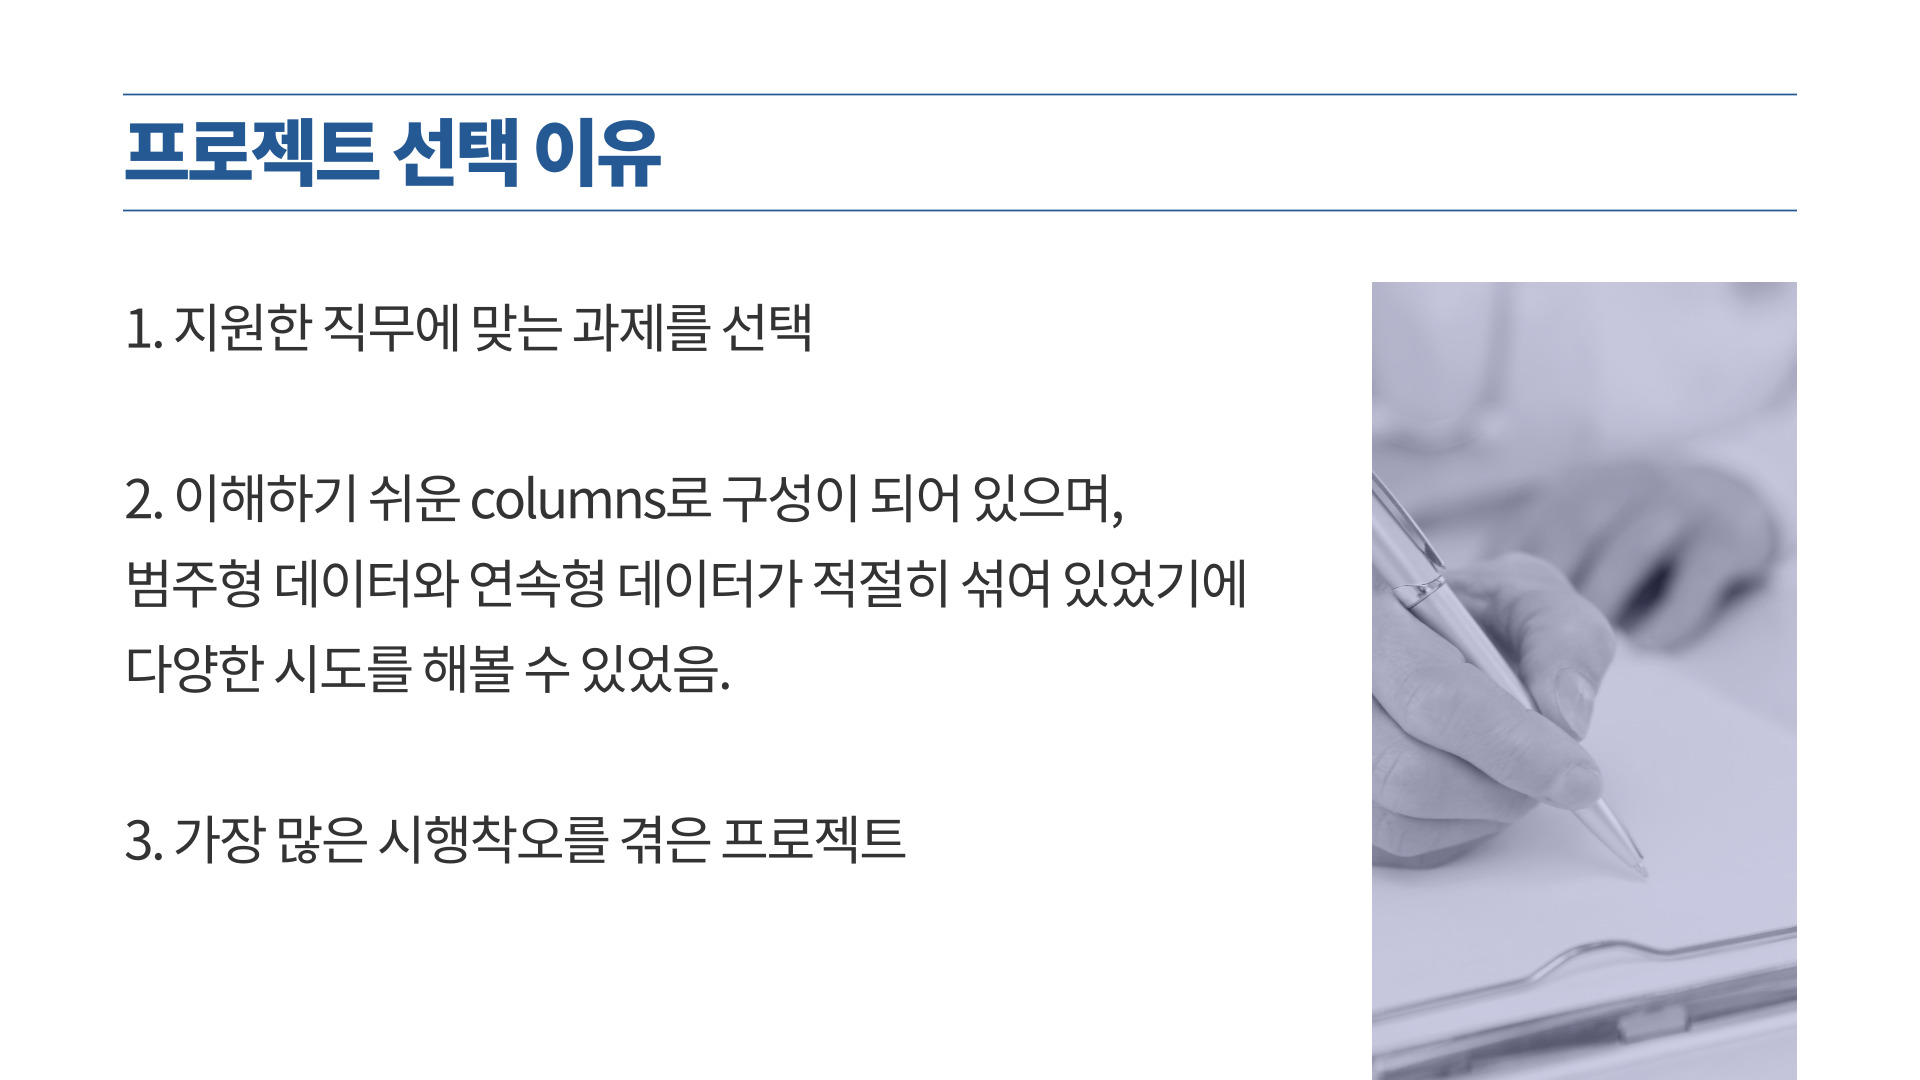 프로젝트 선택 이유
1. 지원한 직무에 맞는 과제를 선택
2. 이해하기 쉬운 columns로 구성이 되어 있으며,
범주형 데이터와 연속형 데이터가 적절히 섞여 있었기에
다양한 시도를 해볼 수 있었음.
3. 가장 많은 시행착오를 겪은 프로젝트